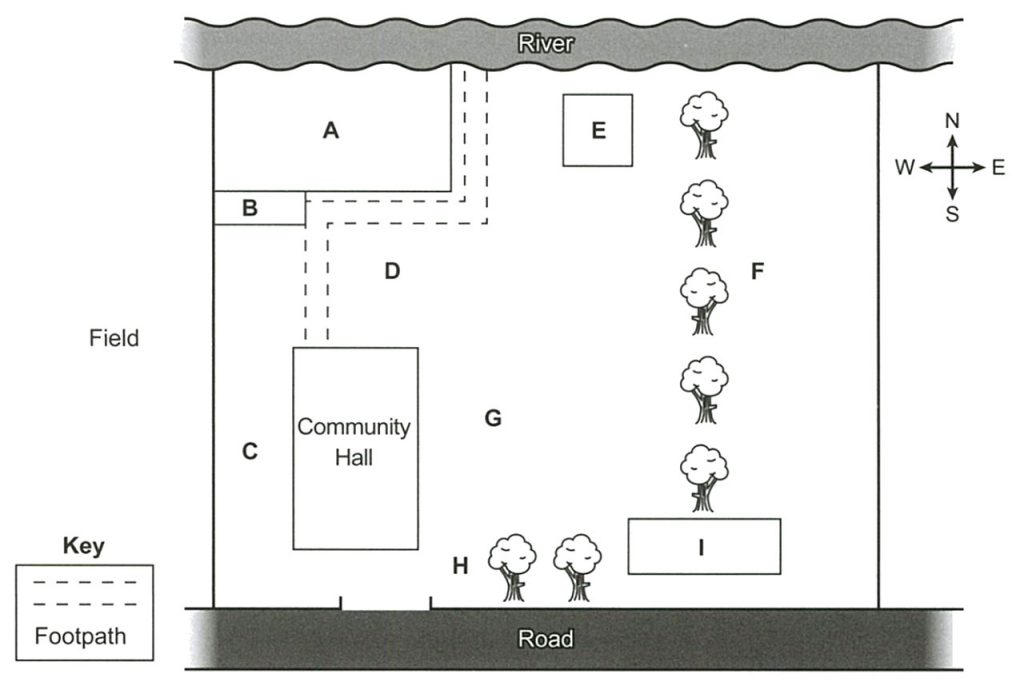 River
A
E
N
W E
S
B
D
F
Field
G
Community
Hall
C
Key
H
I
Footpath
Road